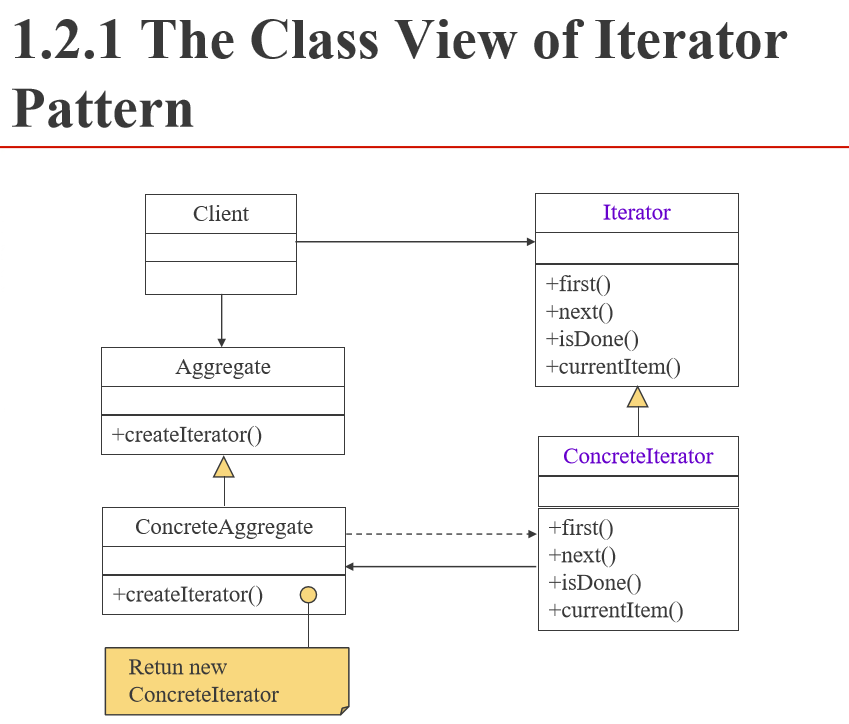 1.2.1 The Class View of Iterator
Pattern
Client
Iterator
+first()
+next()
+isDone()
+currentItem()
Aggregate
+createIterator()
ConcreteIterator
+first()
+next()
+isDone()
+currentItem()
ConcreteAggregate
+createIterator()
Retun new
ConcreteIterator